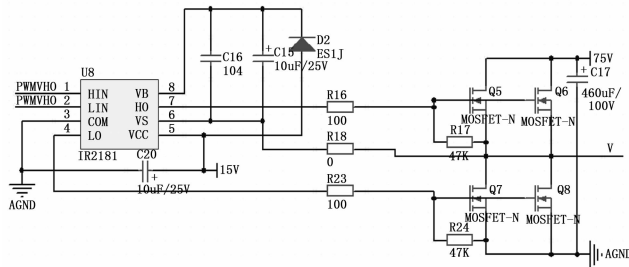 D2
ES1J
C16
104
C15
10uF/25V
U8
PWMVHO 1 HIN VB 8
PWMVHO 2 LIN HO 7
3 COM VS 6
4 LO VCC 5
IR2181
C20
10uF/25V
15V
AGND
R16
100
R18
0
R23
100
R17
47K
R24
47K
Q5
MOSFET-N
Q6
MOSFET-N
Q7
MOSFET-N
Q8
MOSFET-N
75V
C17
460uF/
100V
V
AGND